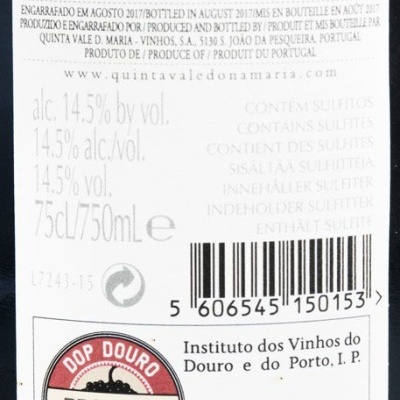 ENGARRAFADO EM AGOSTO 2017/BOTTLED IN AUGUST 2017/MIS EN BOUTEILLE EN AOÛT 2017
PRODUZIDO E ENGARRAFADO POR/PRODUCED AND BOTTLED BY/PRODUIT ET MIS BOUTEILLE PAR
QUINTA VALE D. MARIA - VINHOS, S.A., 5130 S. JOÃO DA PESQUEIRA, PORTUGAL
PRODUTO DE / PRODUCE OF / PRODUIT DU PORTUGAL
www.quintavaledonamaria.com
alc. 14.5% by vol.
14.5% alc./vol.
14.5% vol.
75cL/750mL e
CONTÉM SULFITOS
CONTAINS SULFITES
CONTIENT DES SULFITES
SISÄLTÄÄ SULFIITTEJA
INNEHÅLLER SULFITER
INDEHOLDER SULFITTER
ENTHÄLT SULFITE
L7243-15
5 606545 150153 >
DOP DOURO
Instituto dos Vinhos do
Douro e do Porto, I. P.